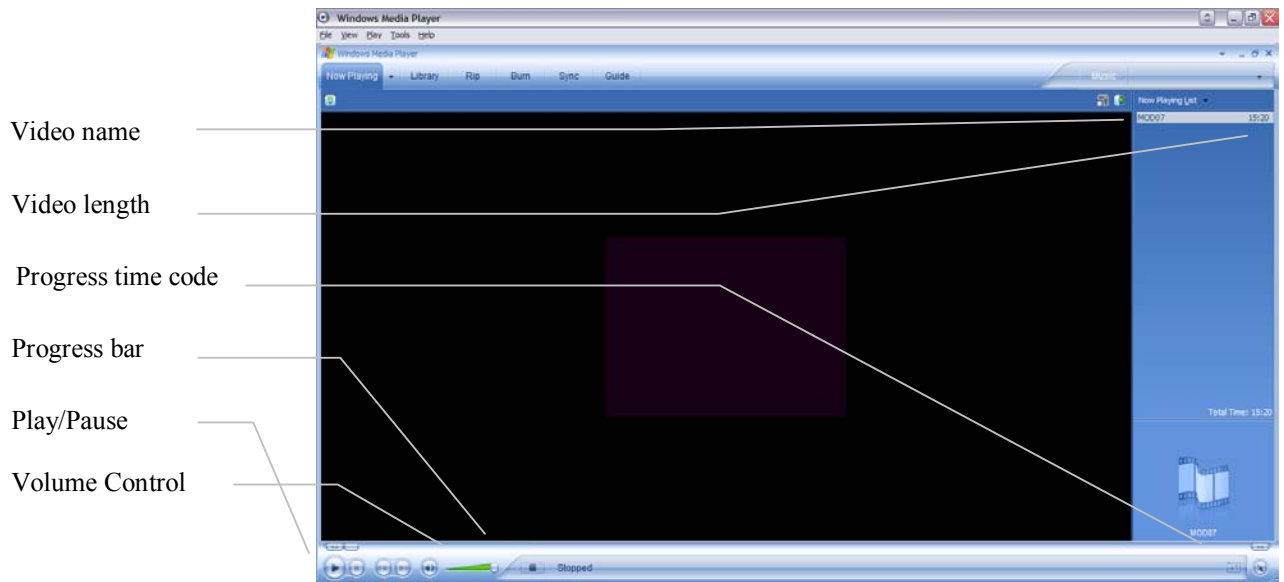 Windows Media Player
File View Play Tools Help
Windows Media Player
Now Playing Library Rip Burn Sync Guide Music
Now Playing List
MOD07 15:20
Video name
Video length
Progress time code
Progress bar
Play/Pause
Volume Control
Total Time: 15:20
MOD07
Stopped